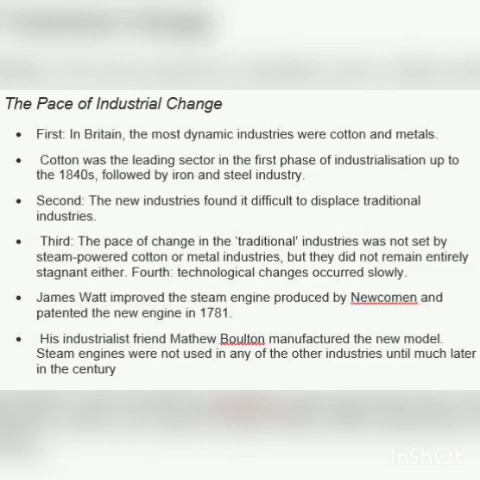 The Pace of Industrial Change
• First: In Britain, the most dynamic industries were cotton and metals.
• Cotton was the leading sector in the first phase of industrialisation up to
the 1840s, followed by iron and steel industry.
• Second: The new industries found it difficult to displace traditional
industries.
• Third: The pace of change in the 'traditional' industries was not set by
steam-powered cotton or metal industries, but they did not remain entirely
stagnant either. Fourth: technological changes occurred slowly.
• James Watt improved the steam engine produced by Newcomen and
patented the new engine in 1781.
• His industrialist friend Mathew Boulton manufactured the new model.
Steam engines were not used in any of the other industries until much later
in the century
InShOt